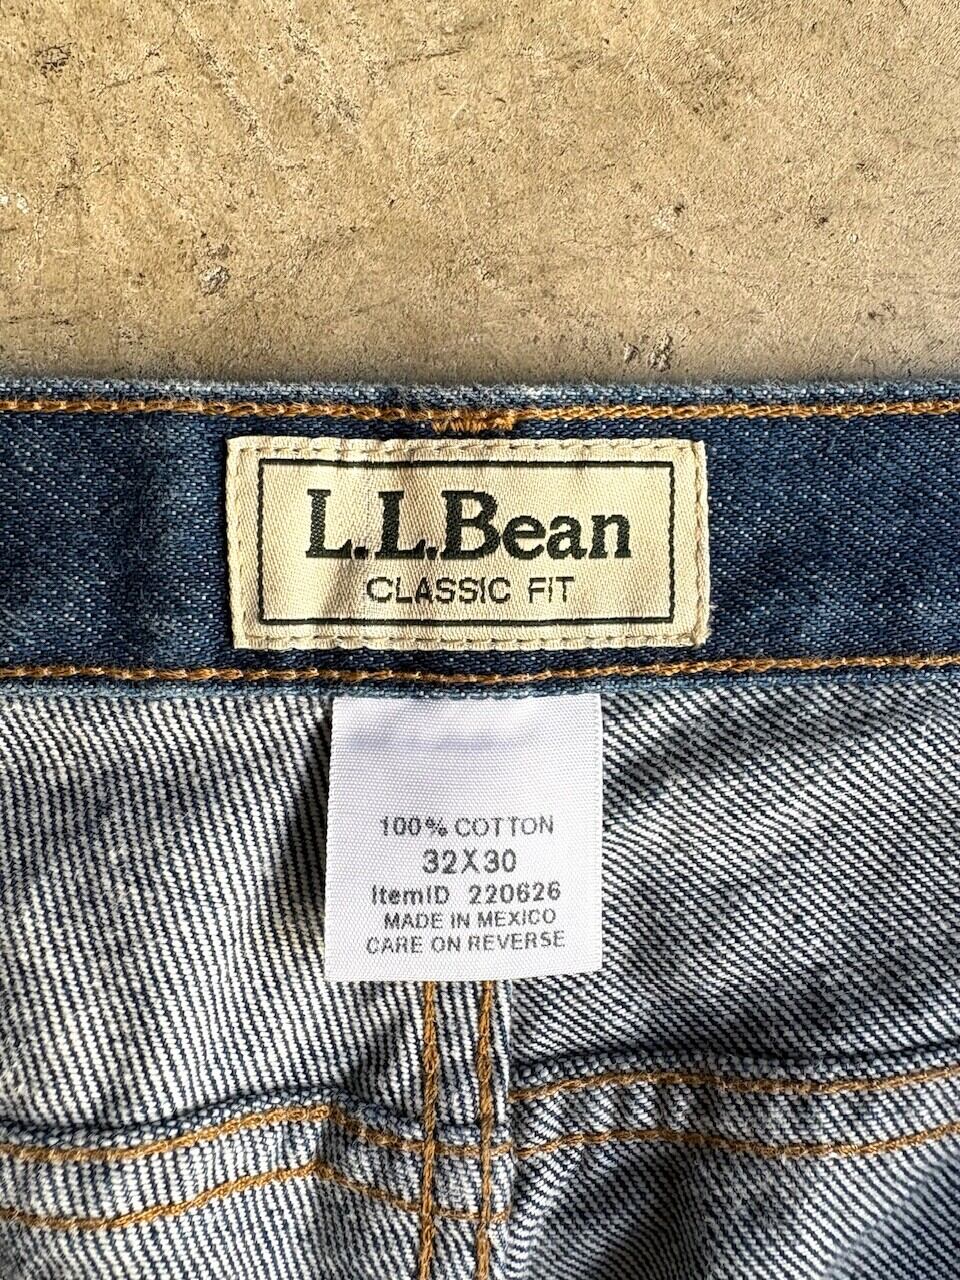 L.L.Bean
CLASSIC FIT
100% COTTON
32X30
ItemID 220626
MADE IN MEXICO
CARE ON REVERSE